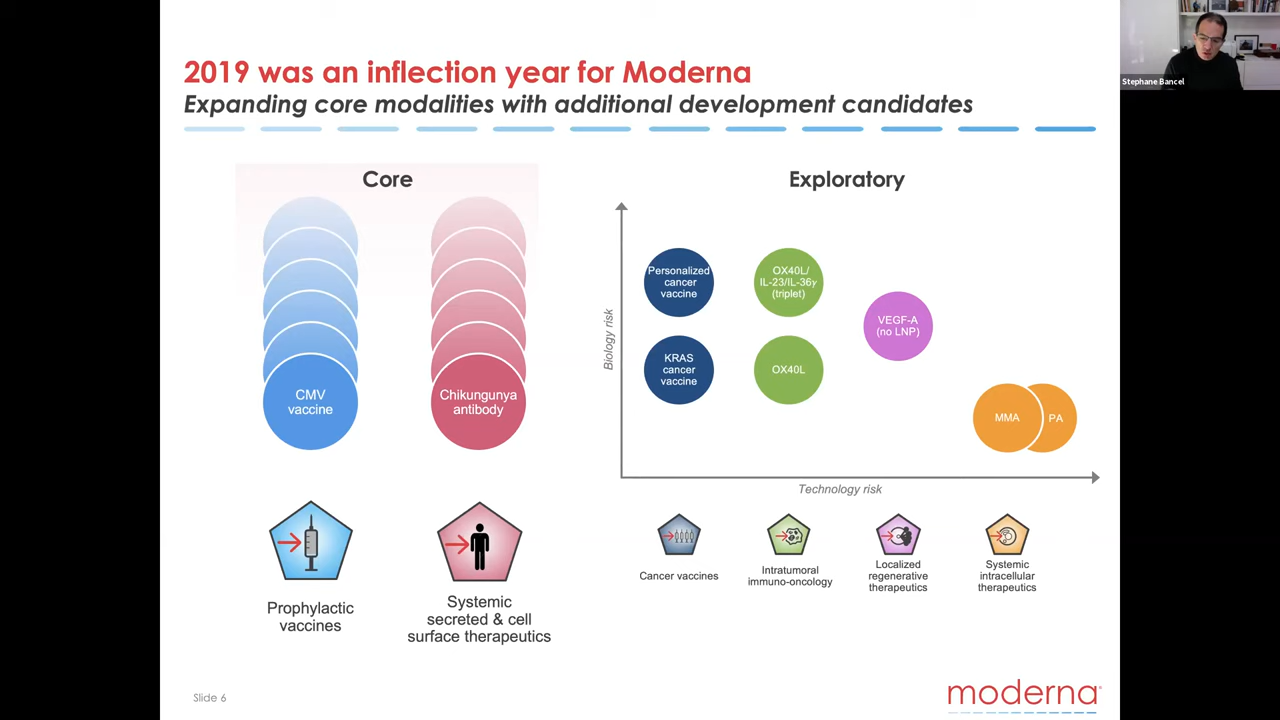 2019 was an inflection year for Moderna
Expanding core modalities with additional development candidates
Stephane Bancel
Core
CMV
vaccine
Chikungunya
antibody
Prophylactic
vaccines
Systemic
secreted & cell
surface therapeutics
Exploratory
Biology risk
Personalized
cancer
vaccine
OX40L/
IL-23/IL-36γ
(triplet)
VEGF-A
(no LNP)
KRAS
cancer
vaccine
OX40L
MMA
PA
Technology risk
Cancer vaccines
Intratumoral
immuno-oncology
Localized
regenerative
therapeutics
Systemic
intracellular
therapeutics
Slide 6
moderna